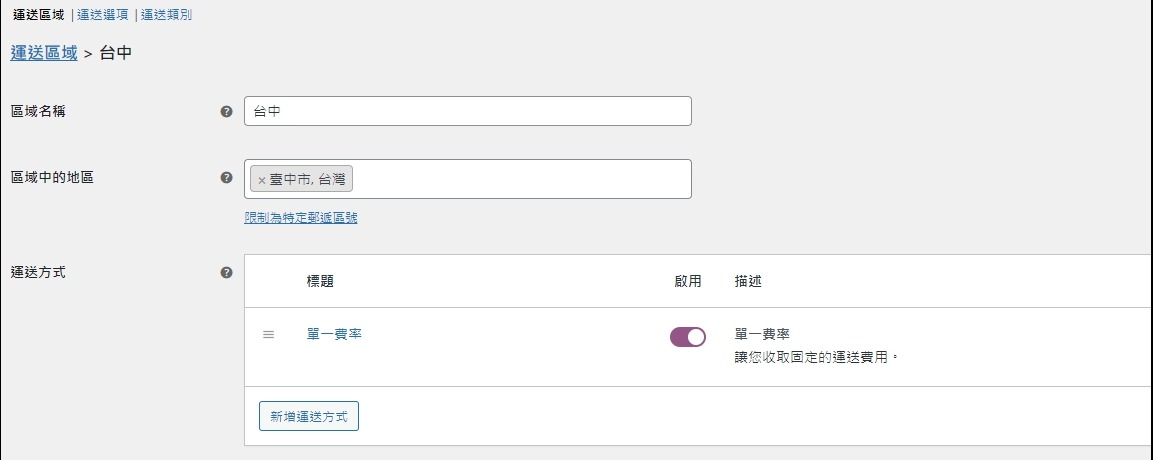 運送區域 | 運送選項 | 運送類別
運送區域 > 台中
區域名稱
台中
區域中的地區
× 臺中市, 台灣
限制為特定郵遞區號
運送方式
標題 啟用 描述
單一費率 單一費率
讓您收取固定的運送費用。
新增運送方式